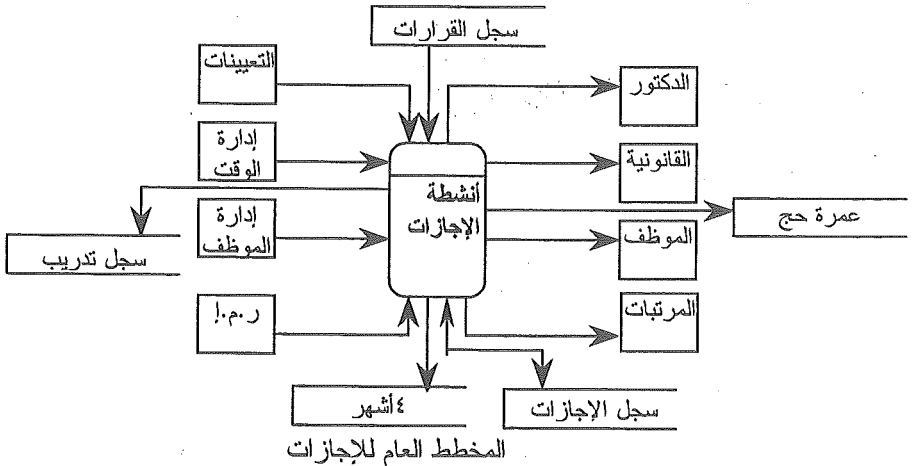 سجل القرارات
التعيينات
الدكتور
إدارة
الوقت
القانونية
أنشطة
الإجازات
عمرة حج
إدارة
الموظف
الموظف
سجل تدريب
ر.م.إ
المرتبات
٤أشهر
سجل الإجازات
المخطط العام للإجازات